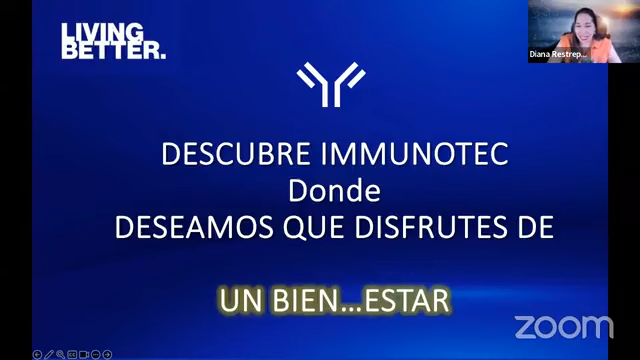 LIVING
BETTER.
Diana Restrep...
DESCUBRE IMMUNOTEC
Donde
DESEAMOS QUE DISFRUTES DE
UN BIEN...ESTAR
zoom